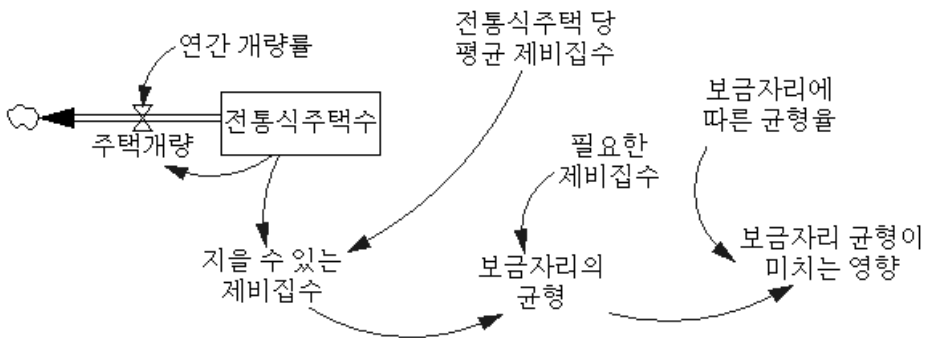 전통식주택 당
평균 제비집수
연간 개량률
보금자리에
따른 균형율
전통식주택수
주택개량
필요한
제비집수
지을 수 있는
제비집수
보금자리의
균형
보금자리 균형이
미치는 영향